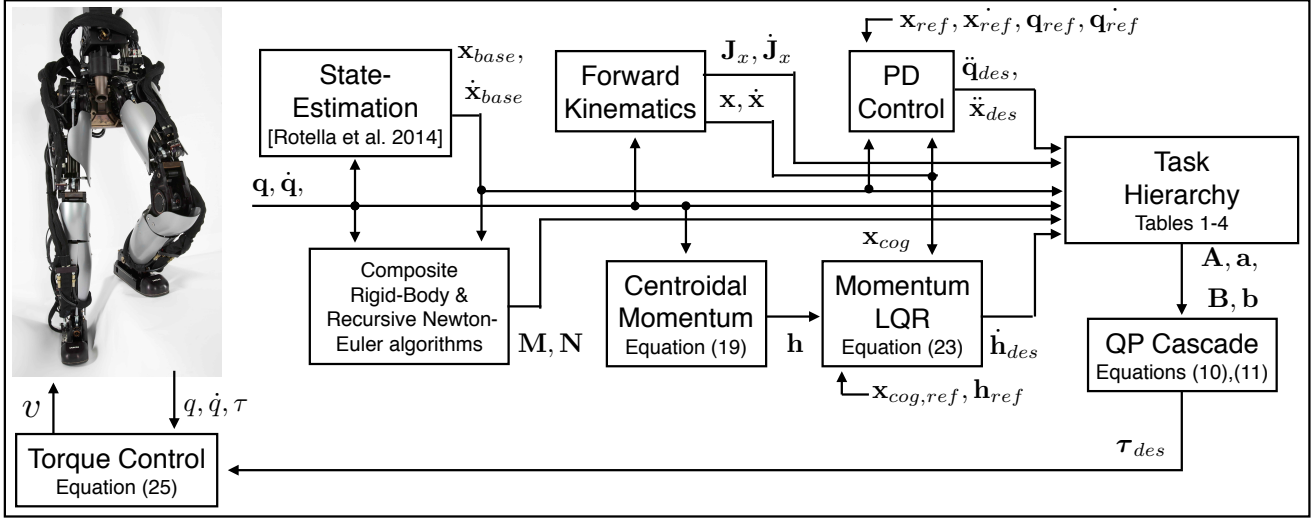 x_ref, ẋ_ref, q_ref, q̇_ref
x_base,
ẋ_base
State-
Estimation
[Rotella et al. 2014]
Forward
Kinematics
J_x, J̇_x
x, ẋ
PD
Control
q̈_des,
ẍ_des
Task
Hierarchy
Tables 1-4
q, q̇,
x_cog
A, a,
B, b
Composite
Rigid-Body &
Recursive Newton-
Euler algorithms
M, N
Centroidal
Momentum
Equation (19)
h
Momentum
LQR
Equation (23)
ḣ_des
QP Cascade
Equations (10),(11)
x_cog,ref, h_ref
υ
q, q̇, τ
Torque Control
Equation (25)
τ_des